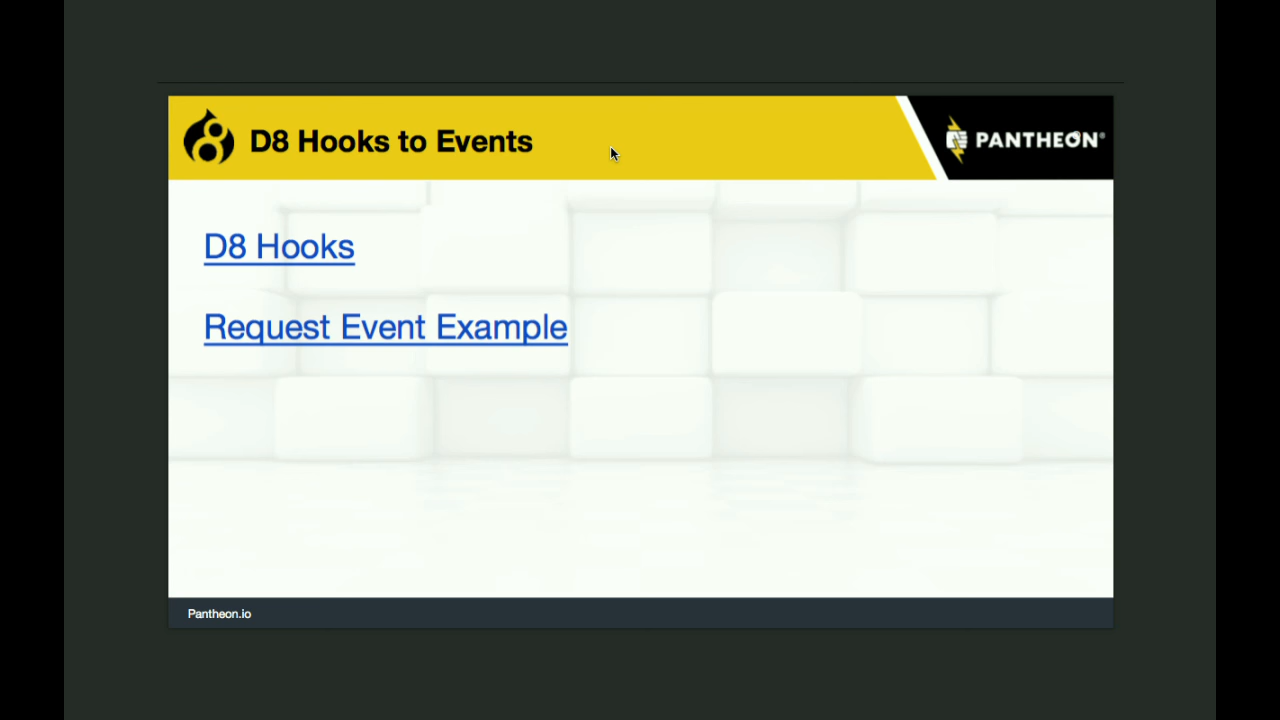 D8 Hooks to Events
PANTHEON®
D8 Hooks
Request Event Example
Pantheon.io